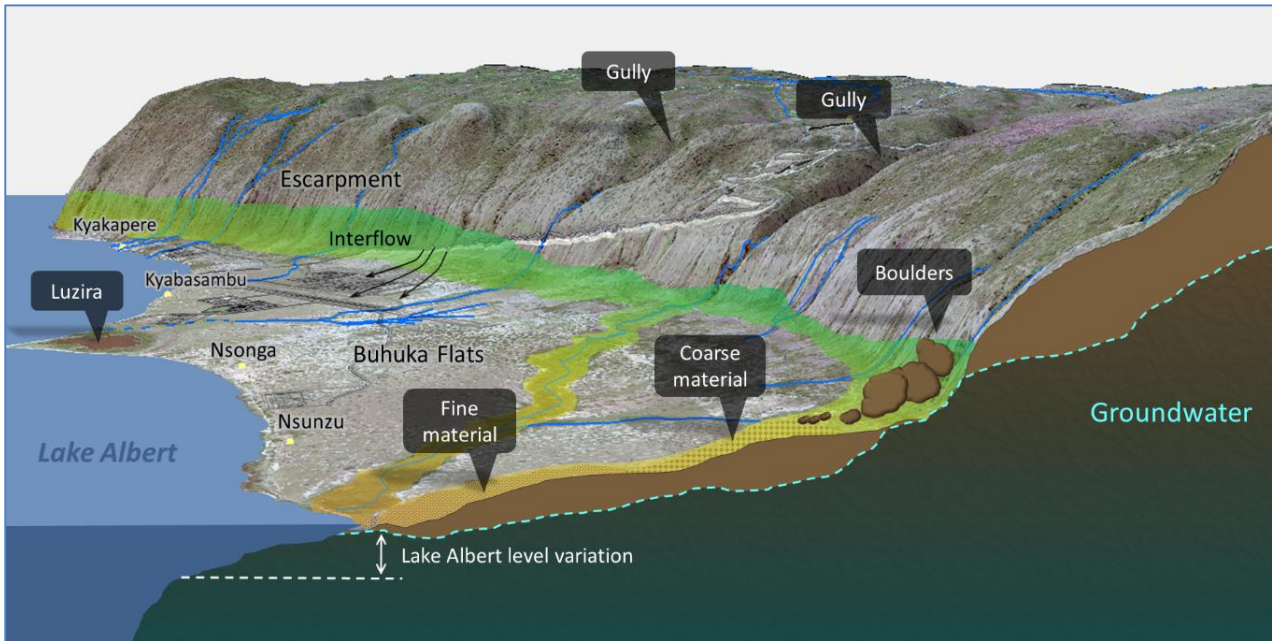 Gully
Gully
Escarpment
Kyakapere
Interflow
Boulders
Kyabasambu
Luzira
Nsonga
Buhuka Flats
Coarse
material
Fine
material
Groundwater
Nsunzu
Lake Albert
Lake Albert level variation